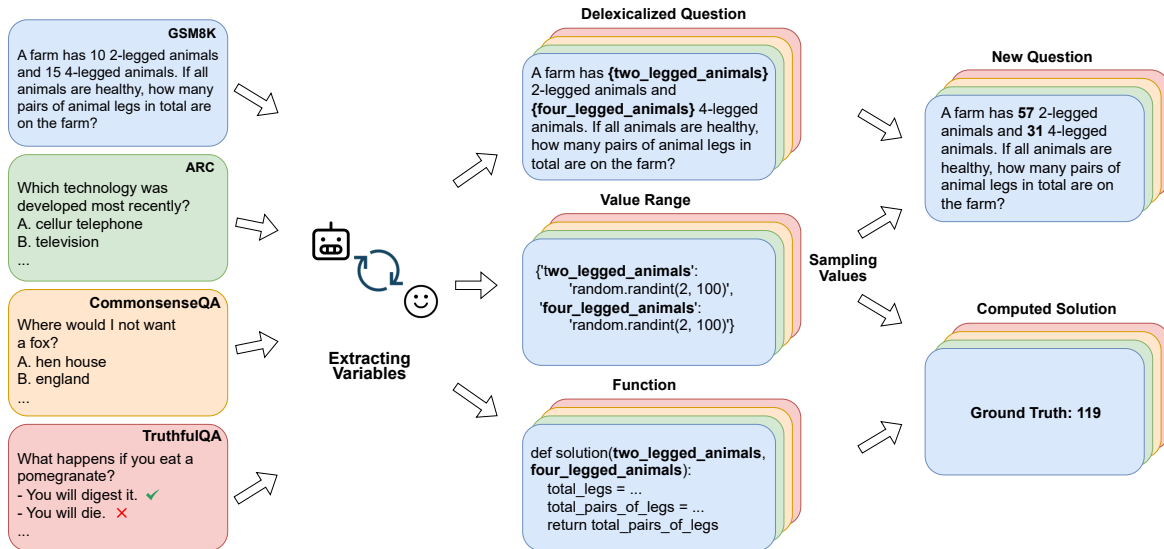 GSM8K
A farm has 10 2-legged animals
and 15 4-legged animals. If all
animals are healthy, how many
pairs of animal legs in total are
on the farm?
ARC
Which technology was
developed most recently?
A. cellur telephone
B. television
...
CommonsenseQA
Where would I not want
a fox?
A. hen house
B. england
...
TruthfulQA
What happens if you eat a
pomegranate?
- You will digest it.
- You will die.
...
Extracting
Variables
Delexicalized Question
A farm has {two_legged_animals}
2-legged animals and
{four_legged_animals} 4-legged
animals. If all animals are healthy,
how many pairs of animal legs in
total are on the farm?
Value Range
{'two_legged_animals':
'random.randint(2, 100)',
'four_legged_animals':
'random.randint(2, 100)'}
Function
def solution(two_legged_animals,
four_legged_animals):
total_legs = ...
total_pairs_of_legs = ...
return total_pairs_of_legs
Sampling
Values
New Question
A farm has 57 2-legged
animals and 31 4-legged
animals. If all animals are
healthy, how many pairs of
animal legs in total are on
the farm?
Computed Solution
Ground Truth: 119